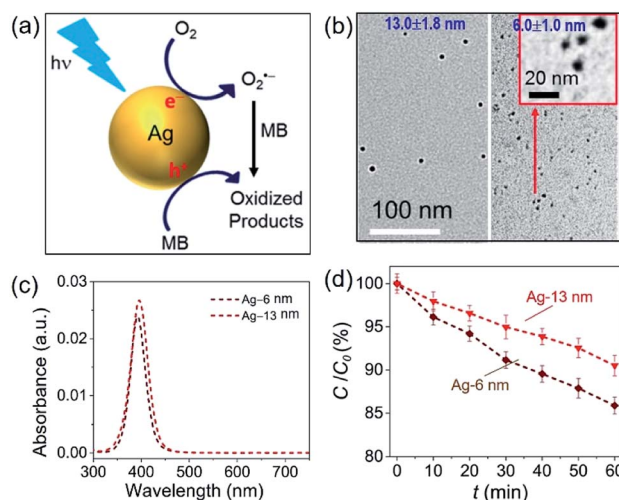 (a)
hν
O₂
O₂•−
e⁻
Ag
MB
h⁺
Oxidized
Products
MB
(b)
13.0±1.8 nm
6.0±1.0 nm
20 nm
100 nm
(c)
Absorbance (a.u.)
0.03
0.02
0.01
0.00
300 400 500 600 700
Wavelength (nm)
Ag–6 nm
Ag–13 nm
(d)
C/C₀ (%)
100
95
90
85
80
0 10 20 30 40 50 60
t (min)
Ag-13 nm
Ag-6 nm